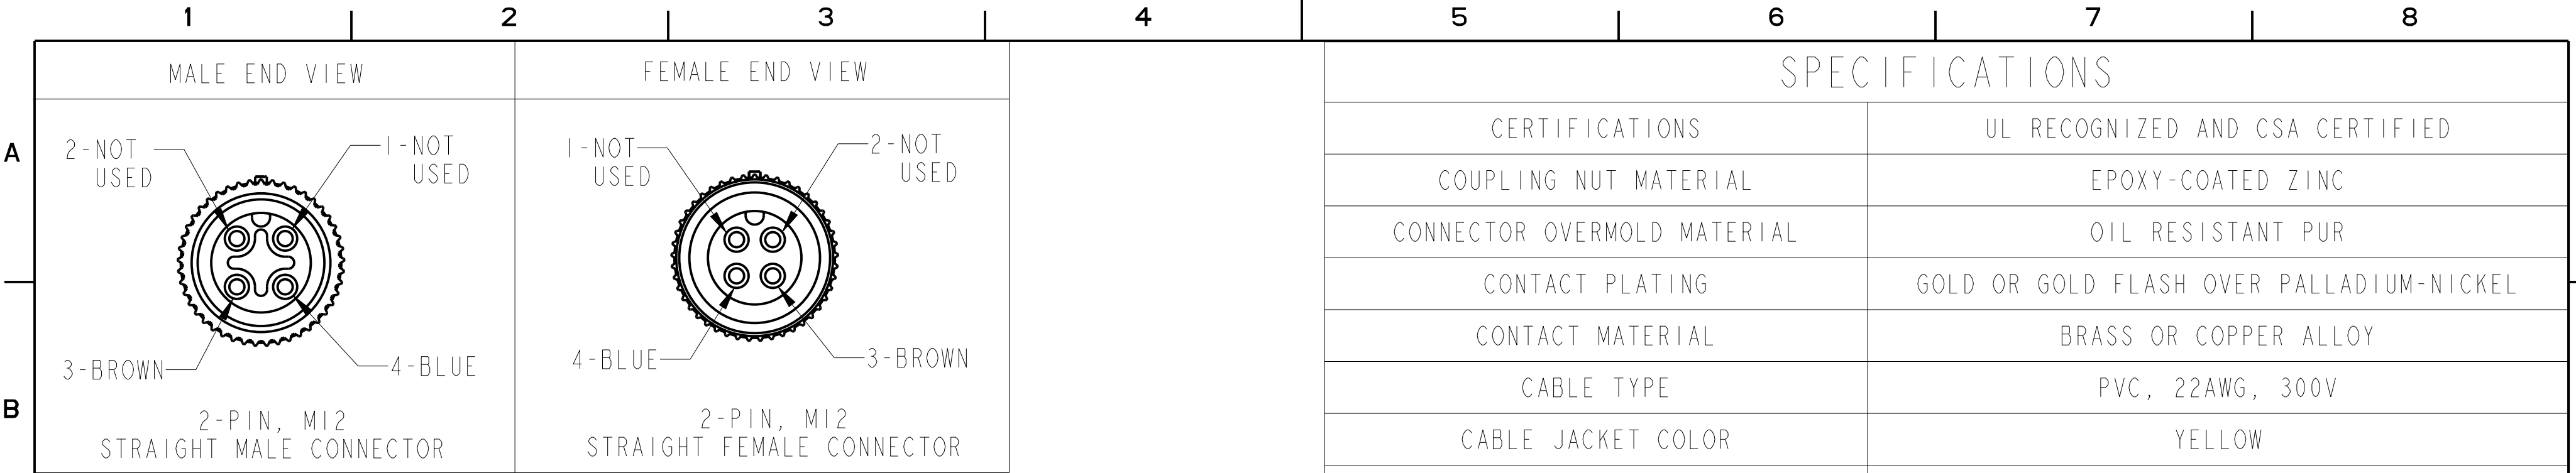 1 2 3 4 5 6 7 8
A
B
MALE END VIEW
2-NOT
USED
1-NOT
USED
3-BROWN
4-BLUE
2-PIN, M12
STRAIGHT MALE CONNECTOR
FEMALE END VIEW
1-NOT
USED
2-NOT
USED
4-BLUE
3-BROWN
2-PIN, M12
STRAIGHT FEMALE CONNECTOR
SPECIFICATIONS
CERTIFICATIONS UL RECOGNIZED AND CSA CERTIFIED
COUPLING NUT MATERIAL EPOXY-COATED ZINC
CONNECTOR OVERMOLD MATERIAL OIL RESISTANT PUR
CONTACT PLATING GOLD OR GOLD FLASH OVER PALLADIUM-NICKEL
CONTACT MATERIAL BRASS OR COPPER ALLOY
CABLE TYPE PVC, 22AWG, 300V
CABLE JACKET COLOR YELLOW